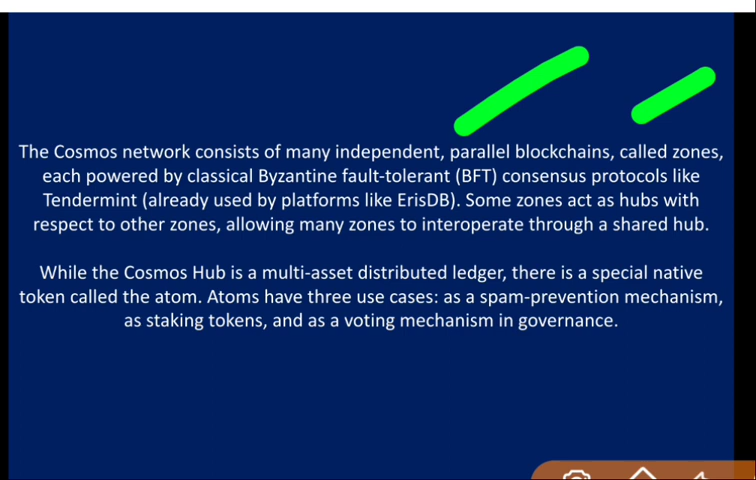 The Cosmos network consists of many independent, parallel blockchains, called zones,
each powered by classical Byzantine fault-tolerant (BFT) consensus protocols like
Tendermint (already used by platforms like ErisDB). Some zones act as hubs with
respect to other zones, allowing many zones to interoperate through a shared hub.
While the Cosmos Hub is a multi-asset distributed ledger, there is a special native
token called the atom. Atoms have three use cases: as a spam-prevention mechanism,
as staking tokens, and as a voting mechanism in governance.